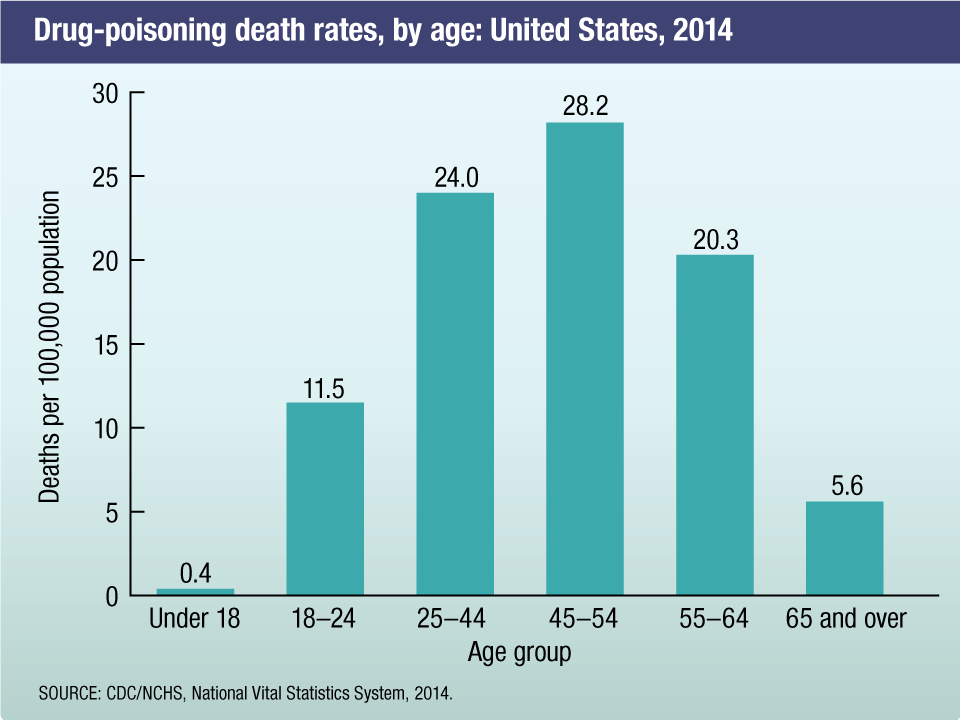 Drug-poisoning death rates, by age: United States, 2014
Deaths per 100,000 population
30
25
20
15
10
5
0
0.4
11.5
24.0
28.2
20.3
5.6
Under 18 18–24 25–44 45–54 55–64 65 and over
Age group
SOURCE: CDC/NCHS, National Vital Statistics System, 2014.